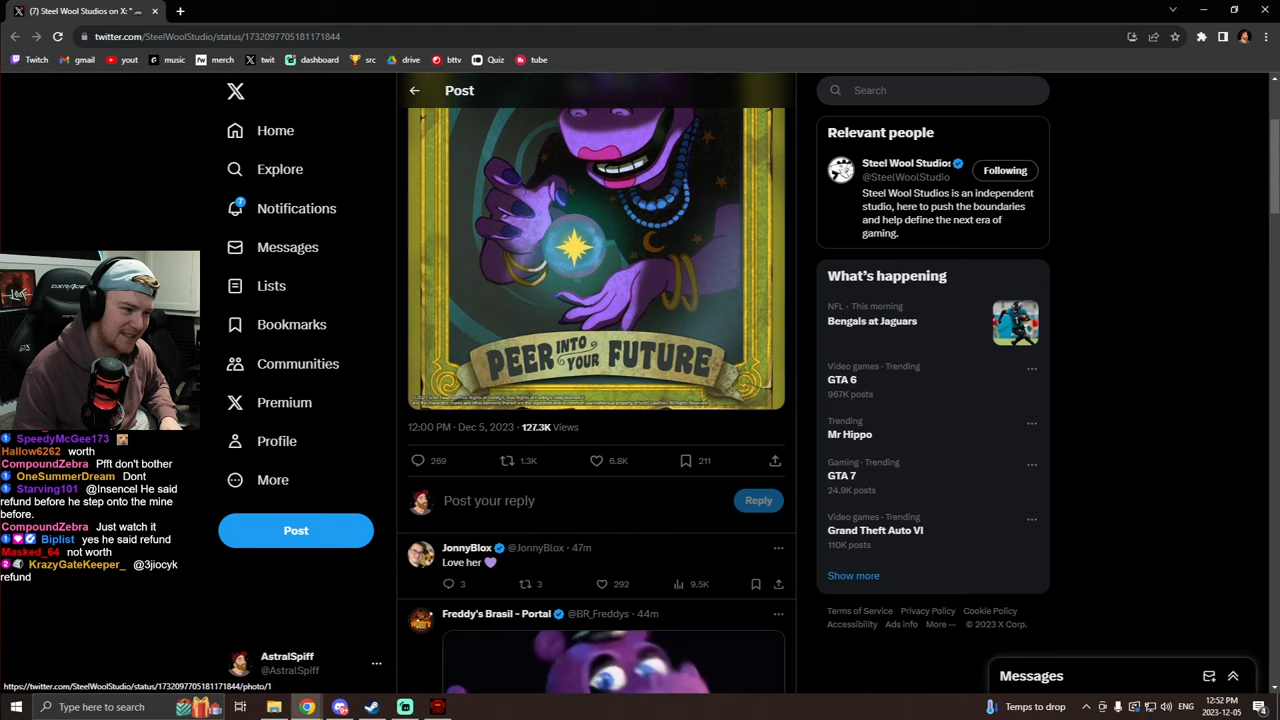 (7) Steel Wool Studios on X: "
twitter.com/SteelWoolStudio/status/1732097705181171844
Twitch
gmail
yout
music
merch
twit
dashboard
src
drive
bttv
Quiz
tube
Home
Explore
7
Notifications
Messages
Lists
Bookmarks
Communities
Premium
Profile
More
Post
AstralSpiff
@AstralSpiff
Post
PEER INTO YOUR FUTURE
12:00 PM · Dec 5, 2023 · 127.3K Views
269
1.3K
6.8K
211
Post your reply
Reply
JonnyBlox @JonnyBlox · 47m
Love her 💜
3
3
292
9.5K
Freddy's Brasil - Portal @BR_Freddys · 44m
Search
Relevant people
Steel Wool Studios
@SteelWoolStudio
Following
Steel Wool Studios is an independent
studio, here to push the boundaries
and help define the next era of
gaming.
What's happening
NFL · This morning
Bengals at Jaguars
Video games · Trending
GTA 6
967K posts
Trending
Mr Hippo
Gaming · Trending
GTA 7
24.9K posts
Video games · Trending
Grand Theft Auto VI
110K posts
Show more
Terms of Service Privacy Policy Cookie Policy
Accessibility Ads info More ··· © 2023 X Corp.
Messages
DXRACER
SpeedyMcGee173
Hallow6262 worth
CompoundZebra Pfft don't bother
OneSummerDream Dont
Starving101 @Insencel He said
refund before he step onto the mine
before.
CompoundZebra Just watch it
Biplist yes he said refund
Masked_64 not worth
KrazyGateKeeper_ @3jiocyk
refund
https://twitter.com/SteelWoolStudio/status/1732097705181171844/photo/1
Type here to search
Temps to drop
ENG
12:52 PM
2023-12-05
4